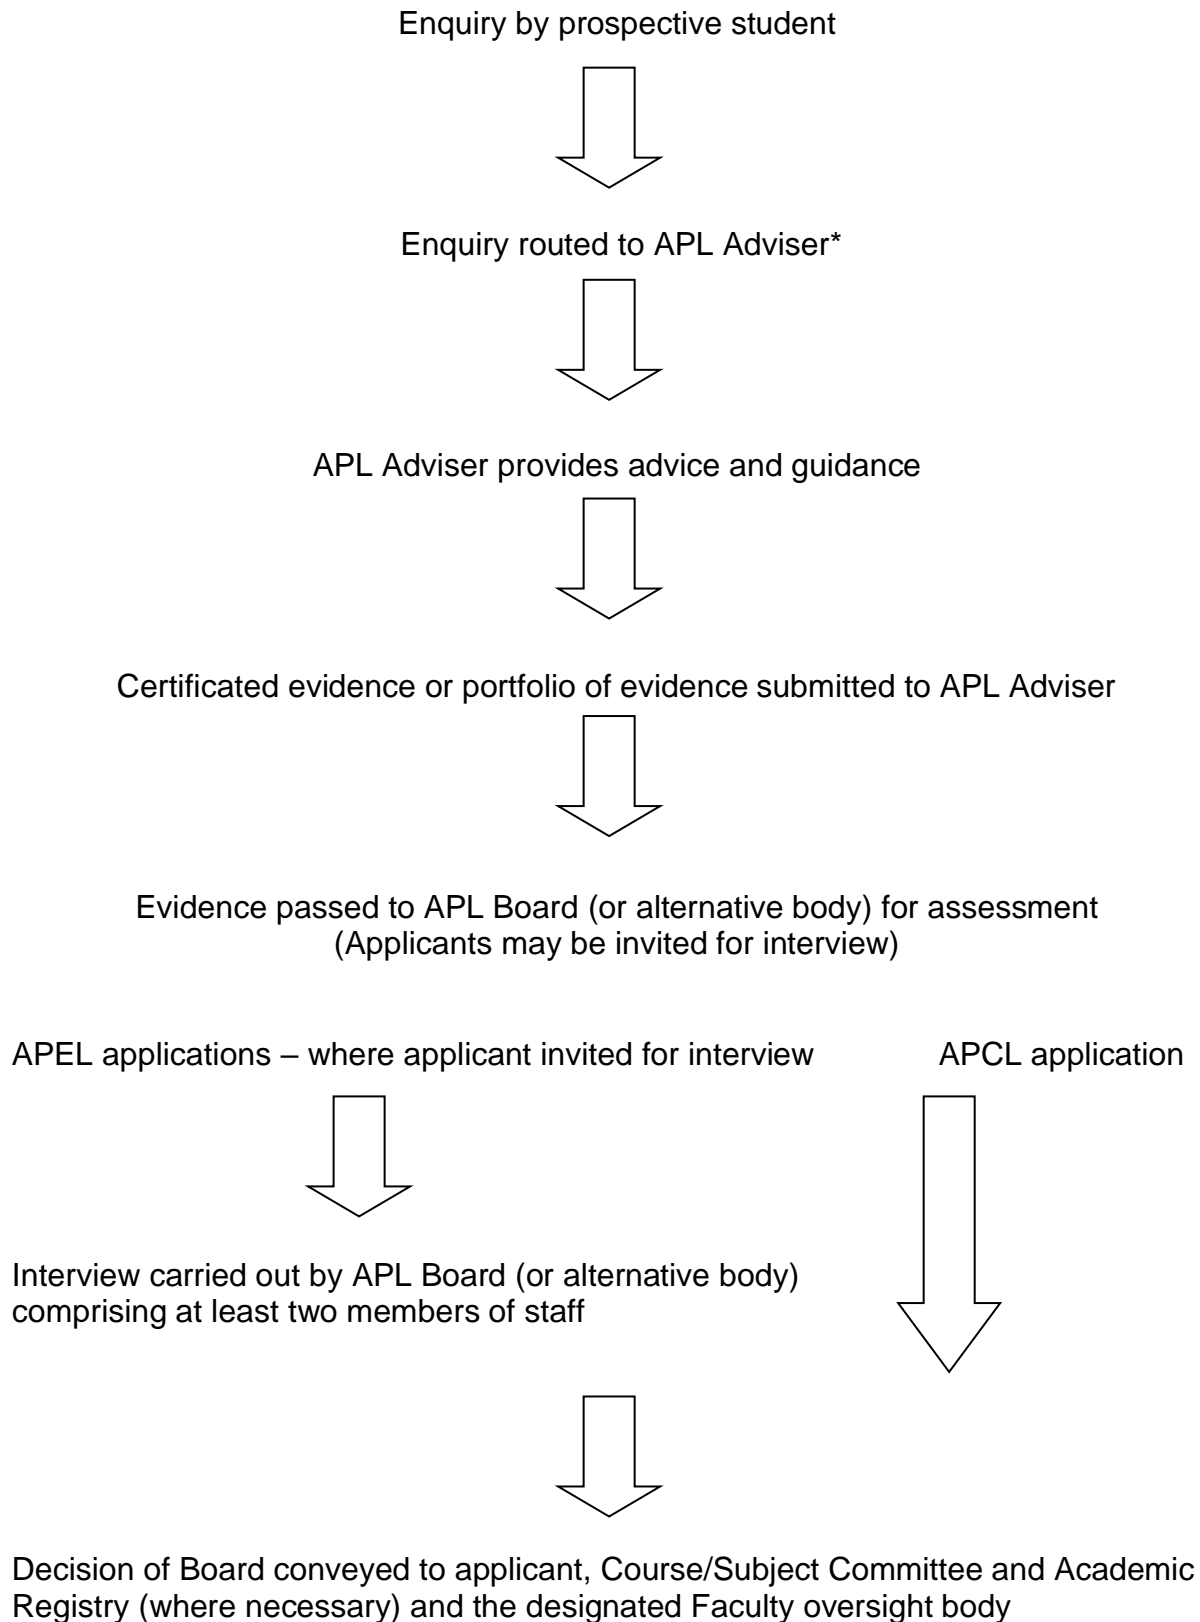 Enquiry by prospective student
Enquiry routed to APL Adviser*
APL Adviser provides advice and guidance
Certificated evidence or portfolio of evidence submitted to APL Adviser
Evidence passed to APL Board (or alternative body) for assessment
(Applicants may be invited for interview)
APEL applications – where applicant invited for interview
APCL application
Interview carried out by APL Board (or alternative body)
comprising at least two members of staff
Decision of Board conveyed to applicant, Course/Subject Committee and Academic
Registry (where necessary) and the designated Faculty oversight body